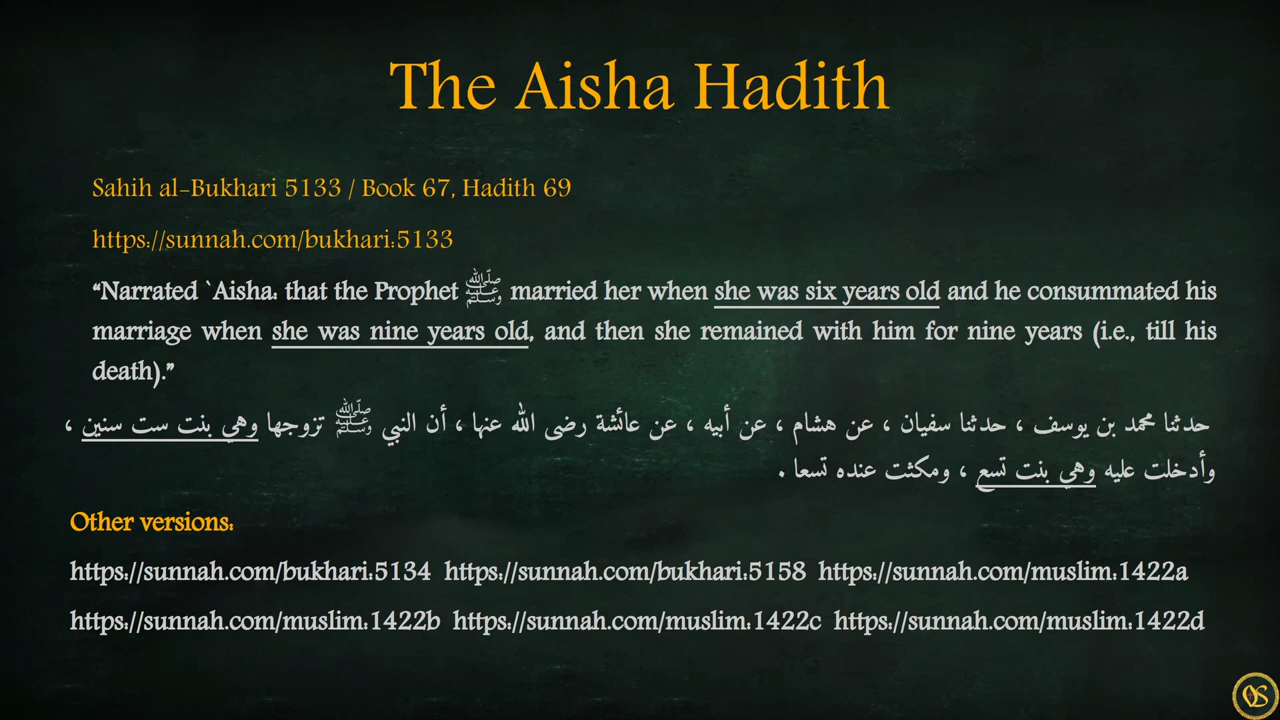 The Aisha Hadith
Sahih al-Bukhari 5133 / Book 67, Hadith 69
https://sunnah.com/bukhari:5133
“Narrated `Aisha: that the Prophet ﷺ married her when she was six years old and he consummated his
marriage when she was nine years old, and then she remained with him for nine years (i.e., till his
death).”
حدثنا محمد بن يوسف ، حدثنا سفيان ، عن هشام ، عن أبيه ، عن عائشة رضى الله عنها ، أن النبي ﷺ تزوجها وهي بنت ست سنين ،
وأدخلت عليه وهي بنت تسع ، ومكثت عنده تسعا .
Other versions:
https://sunnah.com/bukhari:5134 https://sunnah.com/bukhari:5158 https://sunnah.com/muslim:1422a
https://sunnah.com/muslim:1422b https://sunnah.com/muslim:1422c https://sunnah.com/muslim:1422d